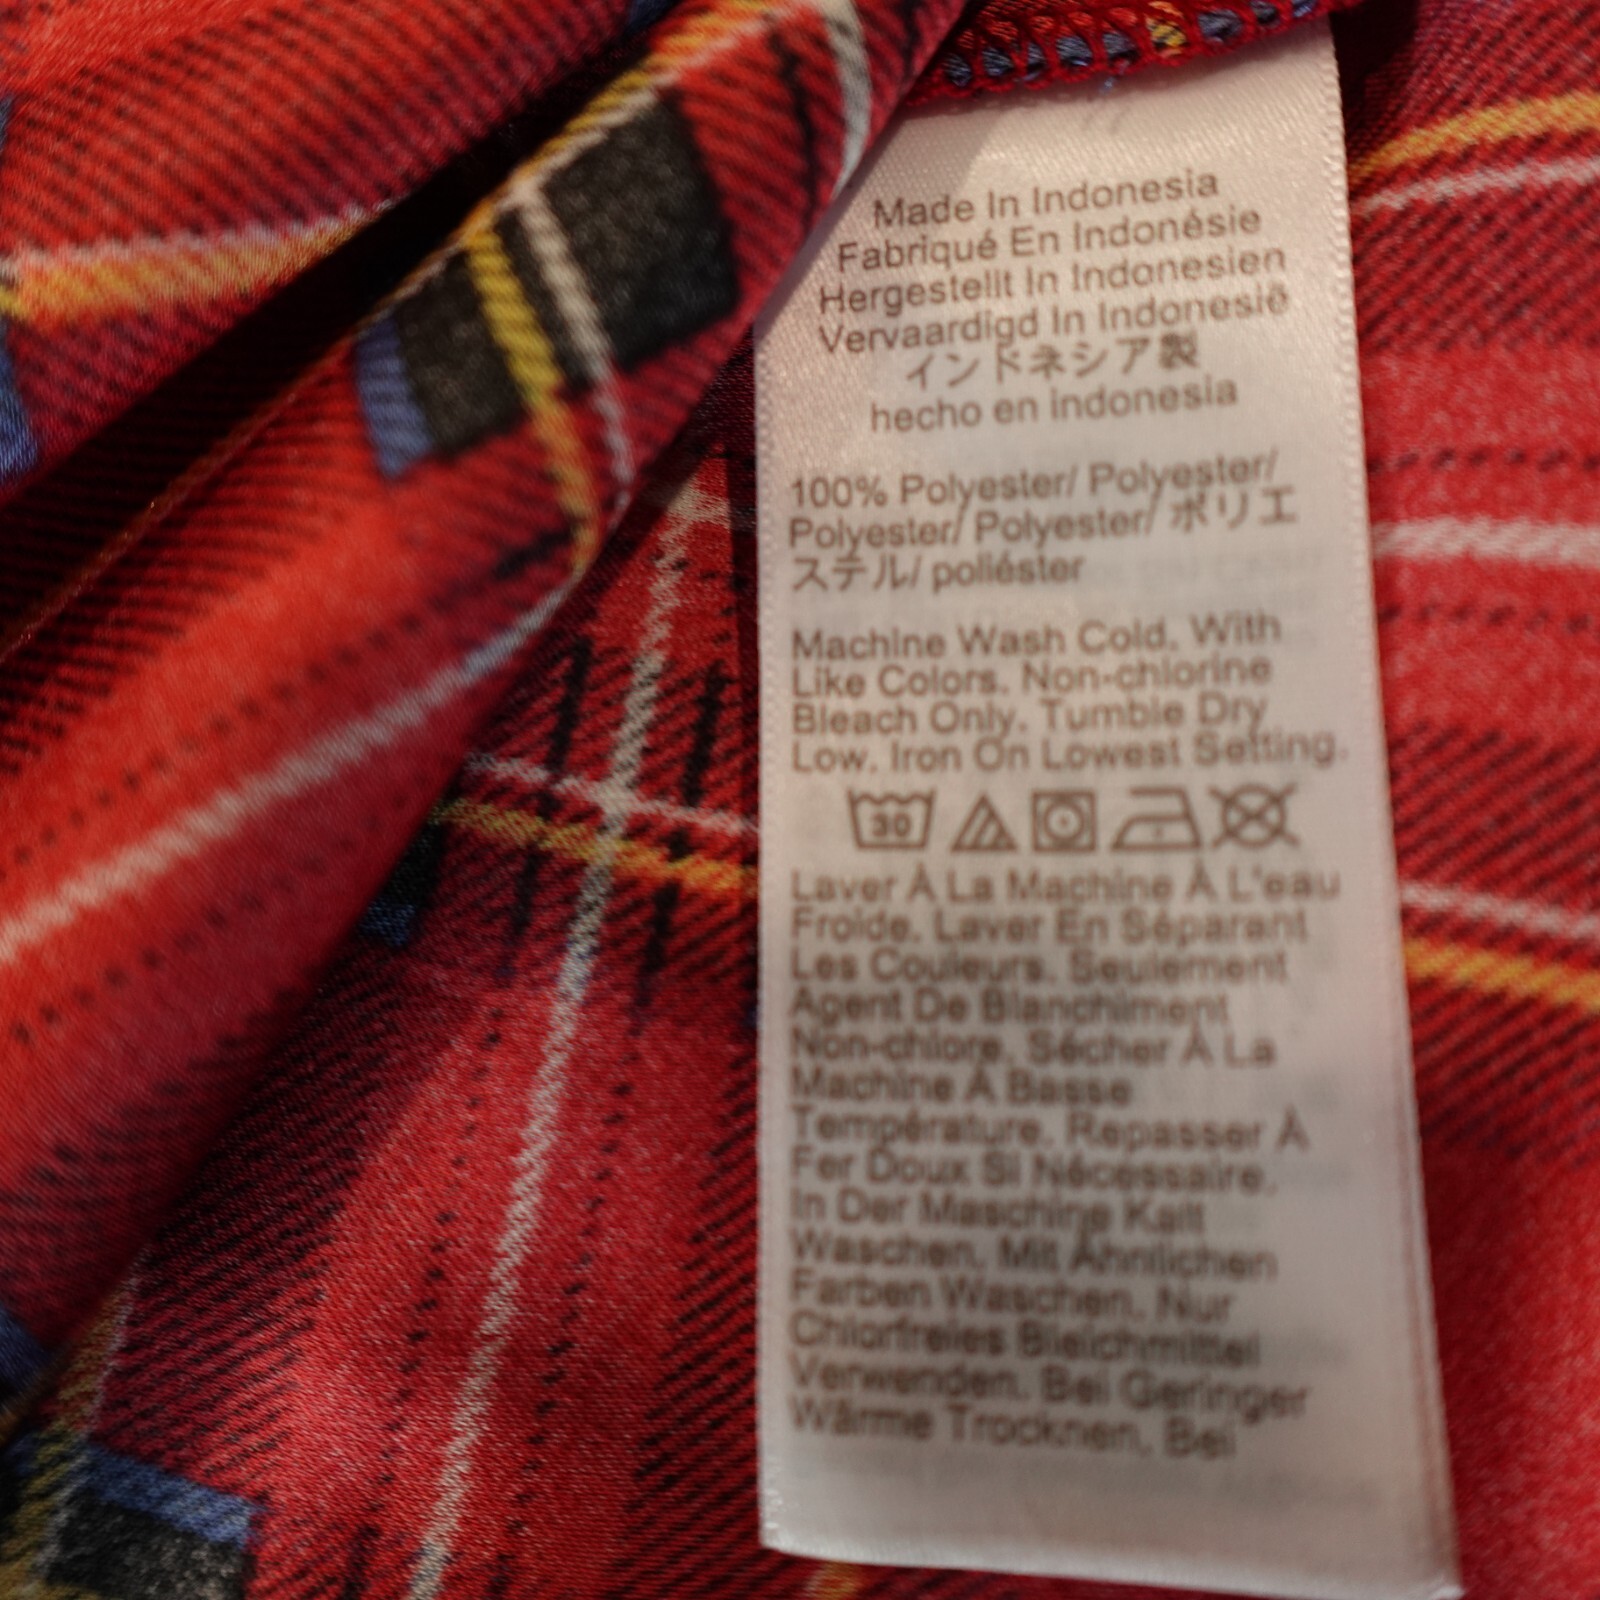 Made In Indonesia
Fabriqué En Indonésie
Hergestellt In Indonesien
Vervaardigd In Indonesië
インドネシア製
hecho en indonesia
100% Polyester/ Polyester/
Polyester/ Polyester/ ポリエ
ステル/ poliéster
Machine Wash Cold. With
Like Colors. Non-chlorine
Bleach Only. Tumble Dry
Low. Iron On Lowest Setting.
30
Laver À La Machine À L'eau
Froide. Laver En Séparant
Les Couleurs. Seulement
Agent De Blanchiment
Non-chlore. Sécher À La
Machine À Basse
Température. Repasser À
Fer Doux Si Nécessaire.
In Der Maschine Kalt
Waschen. Mit Ähnlichen
Farben Waschen. Nur
Chlorfreies Bleichmittel
Verwenden. Bei Geringer
Wärme Trocknen. Bei